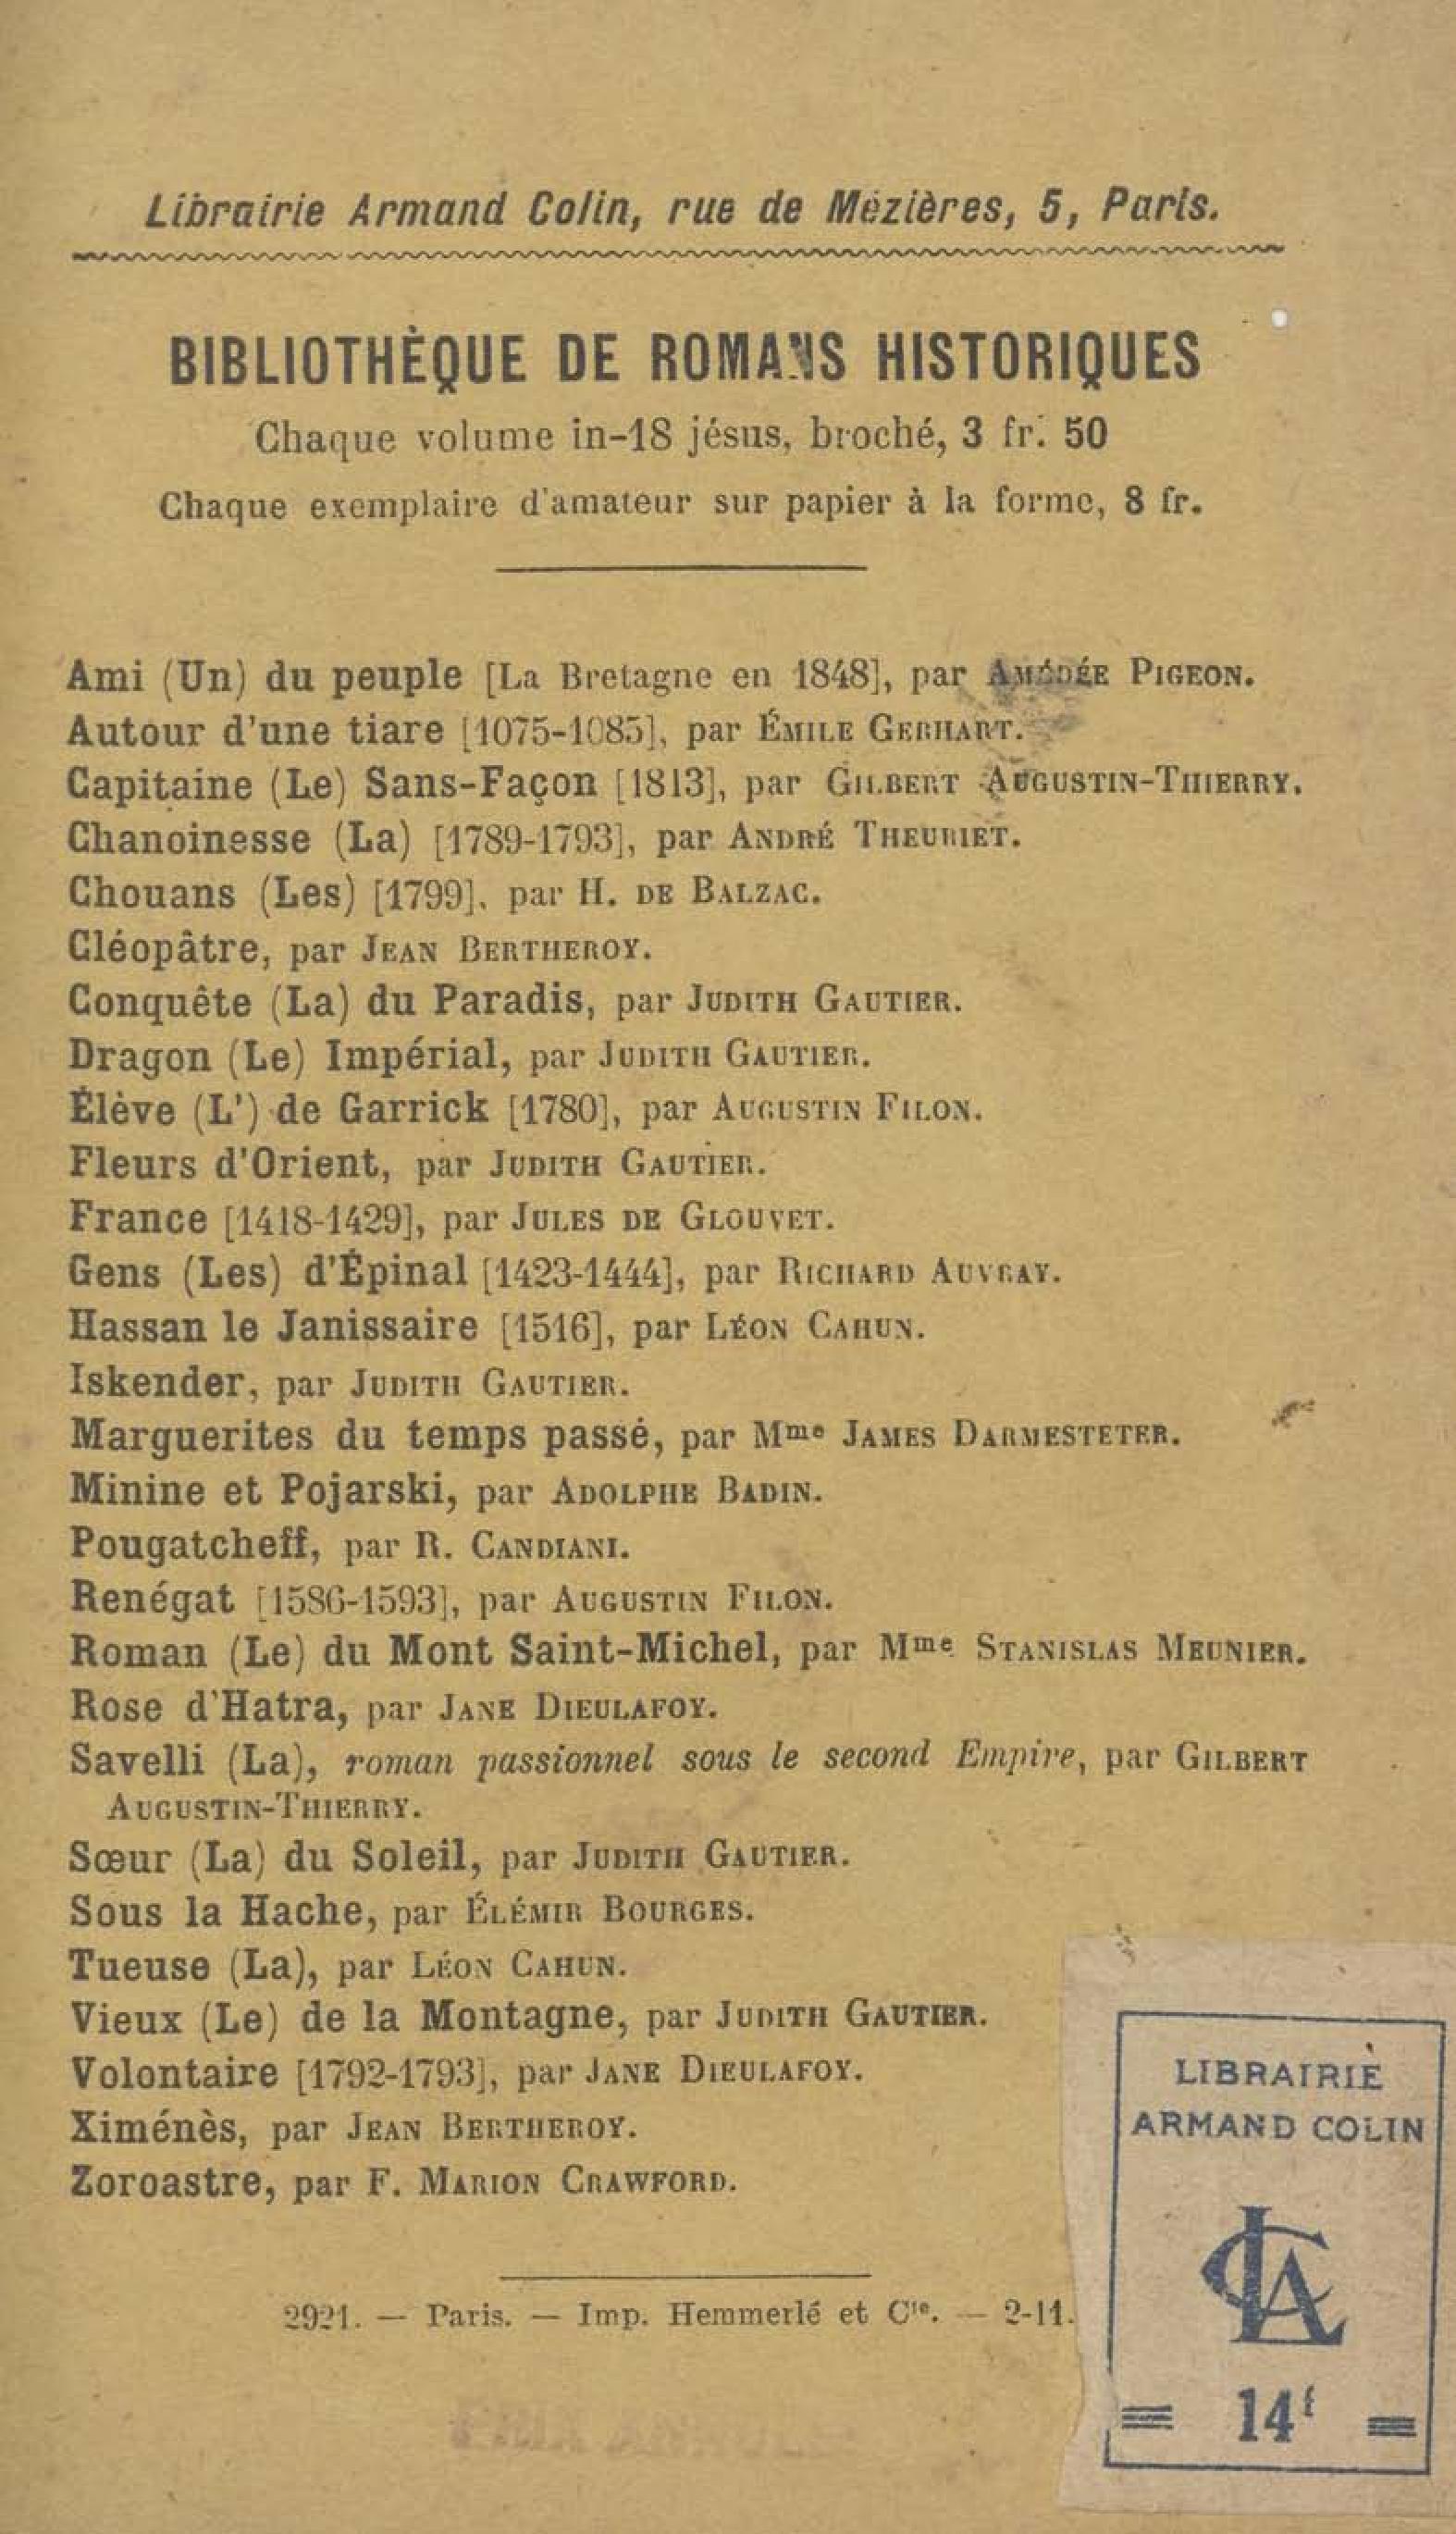 Librairie Armand Colin, rue de Mézières, 5, Paris.
BIBLIOTHÈQUE DE ROMANS HISTORIQUES
Chaque volume in-18 jésus, broché, 3 fr. 50
Chaque exemplaire d'amateur sur papier à la forme, 8 fr.
Ami (Un) du peuple [La Bretagne en 1848], par AMÉDÉE PIGEON.
Autour d'une tiare [1075-1085], par ÉMILE GEBHART.
Capitaine (Le) Sans-Façon [1813], par GILBERT AUGUSTIN-THIERRY.
Chanoinesse (La) [1789-1793], par ANDRÉ THEURIET.
Chouans (Les) [1799], par H. DE BALZAC.
Cléopâtre, par JEAN BERTHEROY.
Conquête (La) du Paradis, par JUDITH GAUTIER.
Dragon (Le) Impérial, par JUDITH GAUTIER.
Élève (L') de Garrick [1780], par AUGUSTIN FILON.
Fleurs d'Orient, par JUDITH GAUTIER.
France [1418-1429], par JULES DE GLOUVET.
Gens (Les) d'Épinal [1423-1444], par RICHARD AUVRAY.
Hassan le Janissaire [1516], par LÉON CAHUN.
Iskender, par JUDITH GAUTIER.
Marguerites du temps passé, par Mme JAMES DARMESTETER.
Minine et Pojarski, par ADOLPHE BADIN.
Pougatcheff, par R. CANDIANI.
Renégat [1586-1593], par AUGUSTIN FILON.
Roman (Le) du Mont Saint-Michel, par Mme STANISLAS MEUNIER.
Rose d'Hatra, par JANE DIEULAFOY.
Savelli (La), roman passionnel sous le second Empire, par GILBERT
AUGUSTIN-THIERRY.
Sœur (La) du Soleil, par JUDITH GAUTIER.
Sous la Hache, par ÉLÉMIR BOURGES.
Tueuse (La), par LÉON CAHUN.
Vieux (Le) de la Montagne, par JUDITH GAUTIER.
Volontaire [1792-1793], par JANE DIEULAFOY.
Ximénès, par JEAN BERTHEROY.
Zoroastre, par F. MARION CRAWFORD.
2921. — Paris. — Imp. Hemmerlé et Cie. — 2-11.
LIBRAIRIE
ARMAND COLIN
LAC
= 14f =